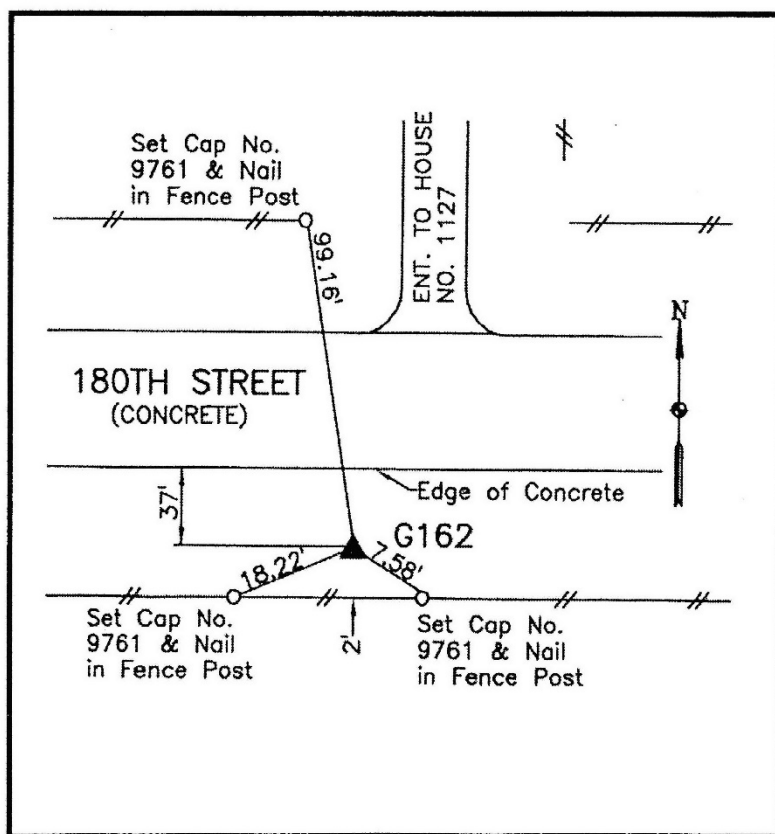 Set Cap No.
9761 & Nail
in Fence Post
99.16'
ENT. TO HOUSE
NO. 1127
N
180TH STREET
(CONCRETE)
37'
Edge of Concrete
G162
18.22'
7.58'
Set Cap No.
9761 & Nail
in Fence Post
2'
Set Cap No.
9761 & Nail
in Fence Post